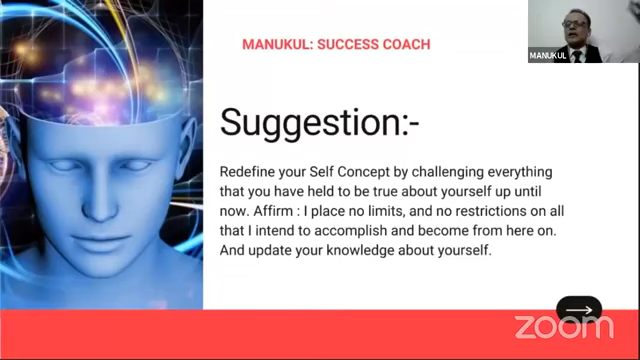 MANUKUL: SUCCESS COACH
MANUKUL
Suggestion:-
Redefine your Self Concept by challenging everything
that you have held to be true about yourself up until
now. Affirm : I place no limits, and no restrictions on all
that I intend to accomplish and become from here on.
And update your knowledge about yourself.
zoom